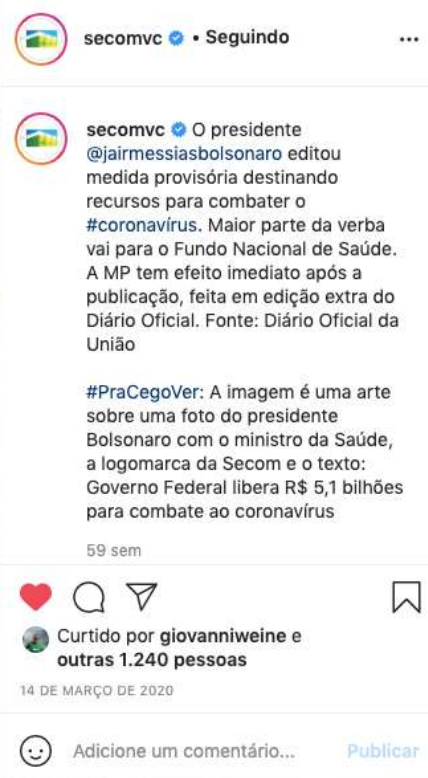 secomvc • Seguindo
secomvc O presidente
@jairmessiasbolsonaro editou
medida provisória destinando
recursos para combater o
#coronavírus. Maior parte da verba
vai para o Fundo Nacional de Saúde.
A MP tem efeito imediato após a
publicação, feita em edição extra do
Diário Oficial. Fonte: Diário Oficial da
União
#PraCegoVer: A imagem é uma arte
sobre uma foto do presidente
Bolsonaro com o ministro da Saúde,
a logomarca da Secom e o texto:
Governo Federal libera R$ 5,1 bilhões
para combate ao coronavírus
59 sem
Curtido por giovanniweine e
outras 1.240 pessoas
14 DE MARÇO DE 2020
Adicione um comentário... Publicar